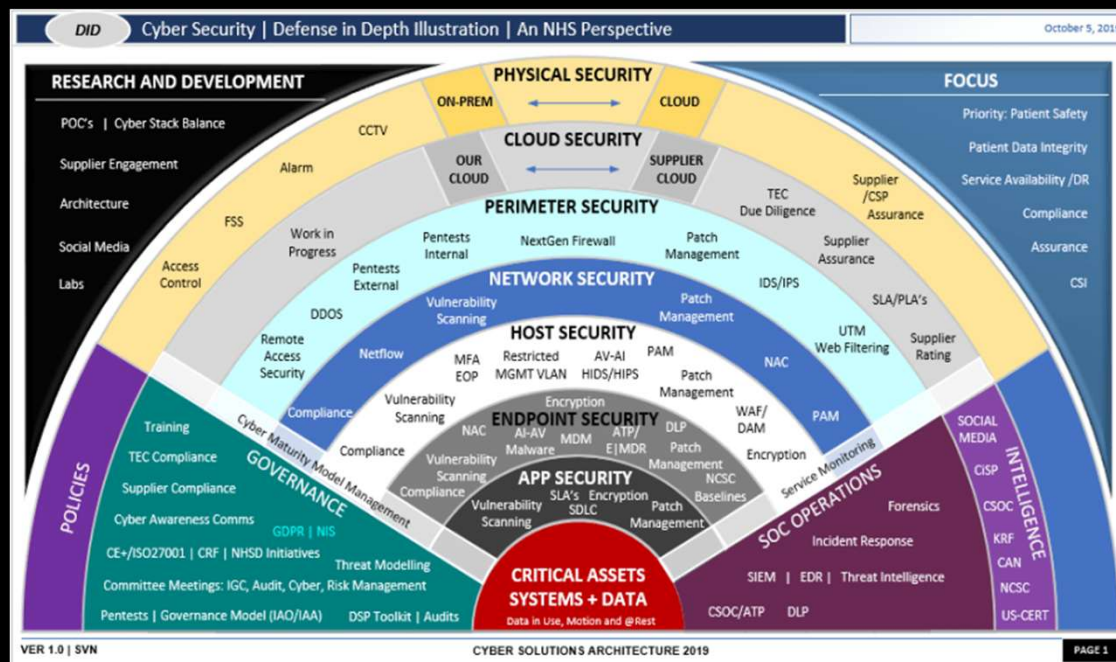 DID
Cyber Security | Defense in Depth Illustration | An NHS Perspective
October 5, 201
RESEARCH AND DEVELOPMENT
POC's | Cyber Stack Balance
Supplier Engagement
Architecture
Social Media
Labs
FOCUS
Priority: Patient Safety
Patient Data Integrity
Service Availability /DR
Compliance
Assurance
CSI
PHYSICAL SECURITY
ON-PREM
CLOUD
CCTV
Alarm
FSS
Access
Control
Supplier
/CSP
Assurance
CLOUD SECURITY
OUR
CLOUD
SUPPLIER
CLOUD
Work in
Progress
TEC
Due Diligence
Supplier
Assurance
SLA/PLA's
Supplier
Rating
PERIMETER SECURITY
NextGen Firewall
Pentests
Internal
Pentests
External
DDOS
Remote
Access
Security
Patch
Management
IDS/IPS
UTM
Web Filtering
NETWORK SECURITY
Vulnerability
Scanning
Netflow
Compliance
Patch
Management
NAC
PAM
HOST SECURITY
MFA
EOP
Restricted
MGMT VLAN
AV-AI
HIDS/HIPS
PAM
Patch
Management
WAF/
DAM
Encryption
Vulnerability
Scanning
Compliance
Encryption
ENDPOINT SECURITY
NAC
AI-AV
Malware
MDM
ATP/
E|MDR
DLP
Patch
Management
NCSC
Baselines
Vulnerability
Scanning
Compliance
APP SECURITY
Vulnerability
Scanning
SLA's
SDLC
Encryption
Patch
Management
CRITICAL ASSETS
SYSTEMS + DATA
Data in Use, Motion and @Rest
POLICIES
Cyber Maturity Model Management
GOVERNANCE
Training
TEC Compliance
Supplier Compliance
Cyber Awareness Comms
GDPR | NIS
CE+/ISO27001 | CRF | NHSD Initiatives
Threat Modelling
Committee Meetings: IGC, Audit, Cyber, Risk Management
Pentests | Governance Model (IAO/IAA)
DSP Toolkit | Audits
Service Monitoring
SOC OPERATIONS
Forensics
Incident Response
SIEM | EDR | Threat Intelligence
CSOC/ATP
DLP
INTELLIGENCE
SOCIAL
MEDIA
CiSP
CSOC
KRF
CAN
NCSC
US-CERT
VER 1.0 | SVN
CYBER SOLUTIONS ARCHITECTURE 2019
PAGE 1